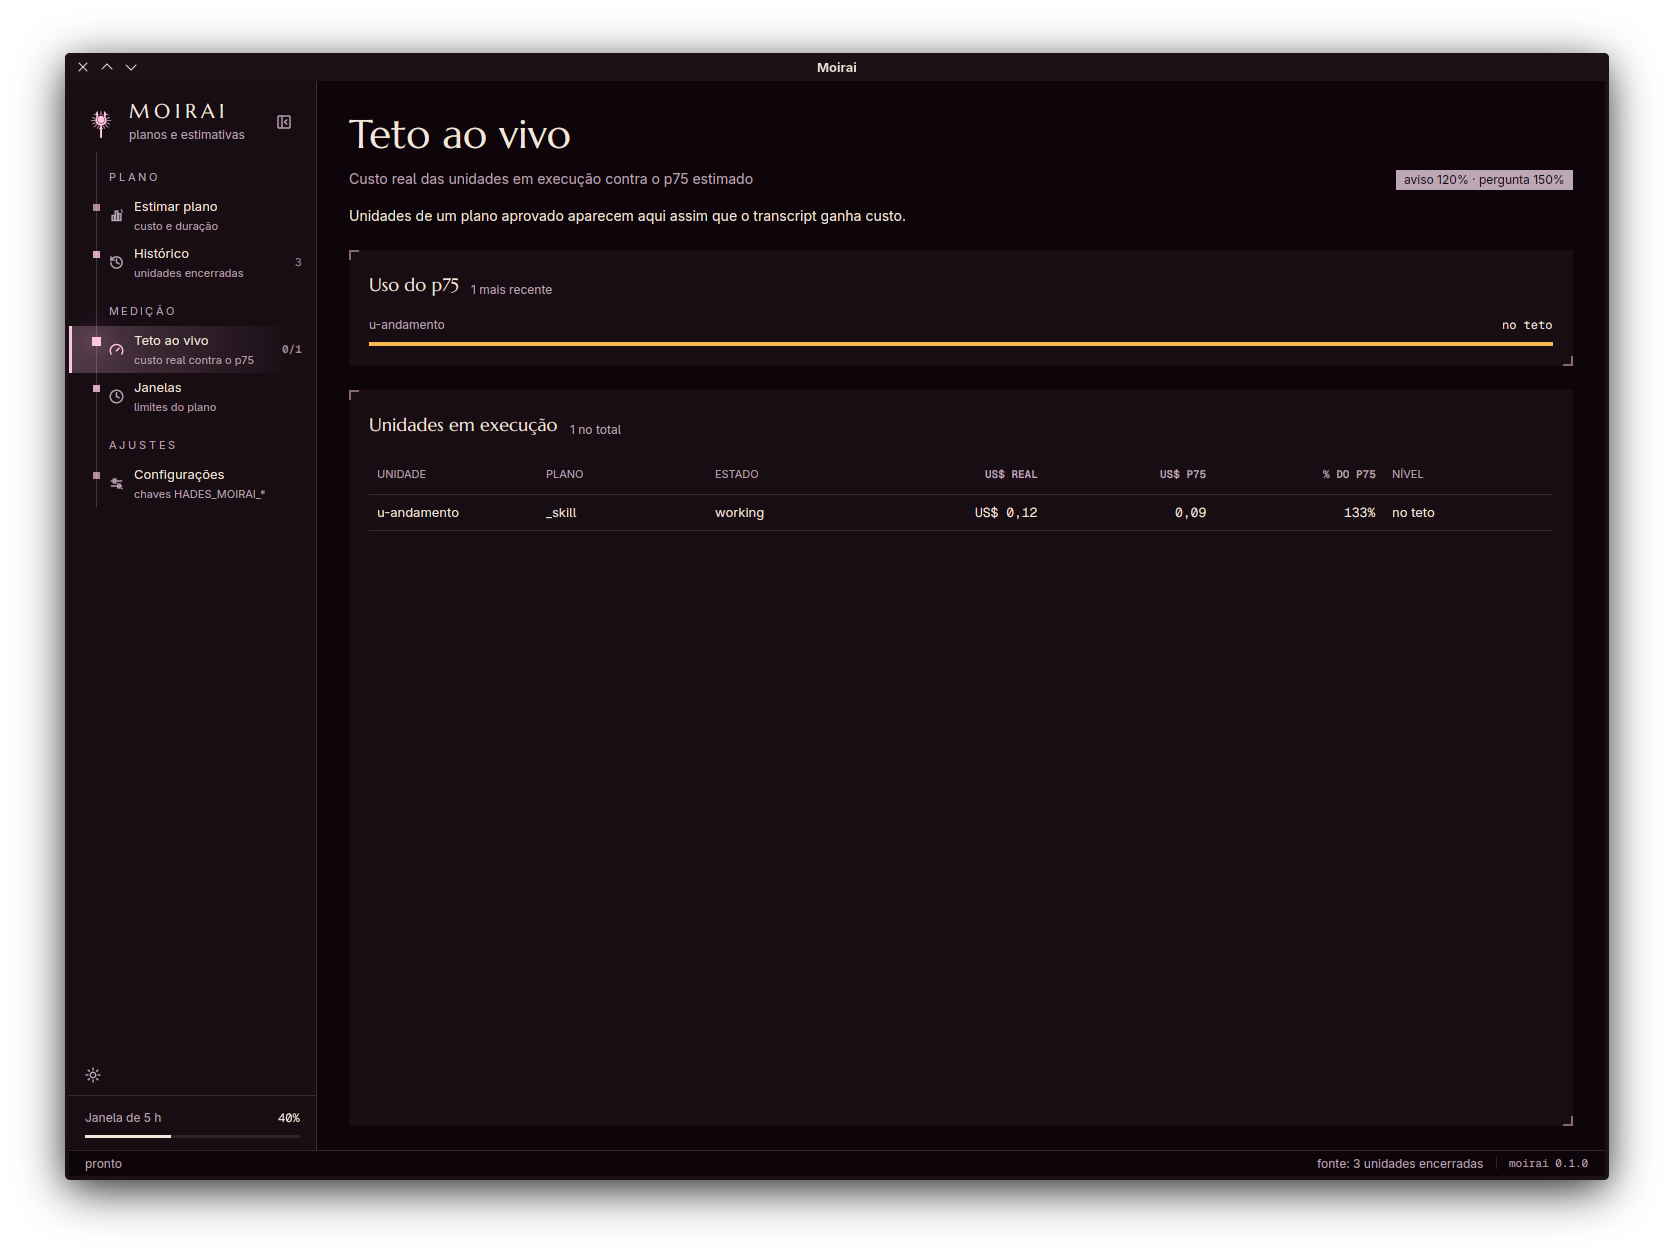 Moirai
MOIRAI
planos e estimativas
PLANO
Estimar plano
custo e duração
Histórico
unidades encerradas
3
MEDIÇÃO
Teto ao vivo
custo real contra o p75
0/1
Janelas
limites do plano
AJUSTES
Configurações
chaves HADES_MOIRAI_*
Janela de 5 h
40%
Teto ao vivo
Custo real das unidades em execução contra o p75 estimado
aviso 120% · pergunta 150%
Unidades de um plano aprovado aparecem aqui assim que o transcript ganha custo.
Uso do p75 1 mais recente
u-andamento no teto
Unidades em execução 1 no total
UNIDADE PLANO ESTADO US$ REAL US$ P75 % DO P75 NÍVEL
u-andamento _skill working US$ 0,12 0,09 133% no teto
pronto
fonte: 3 unidades encerradas
moirai 0.1.0